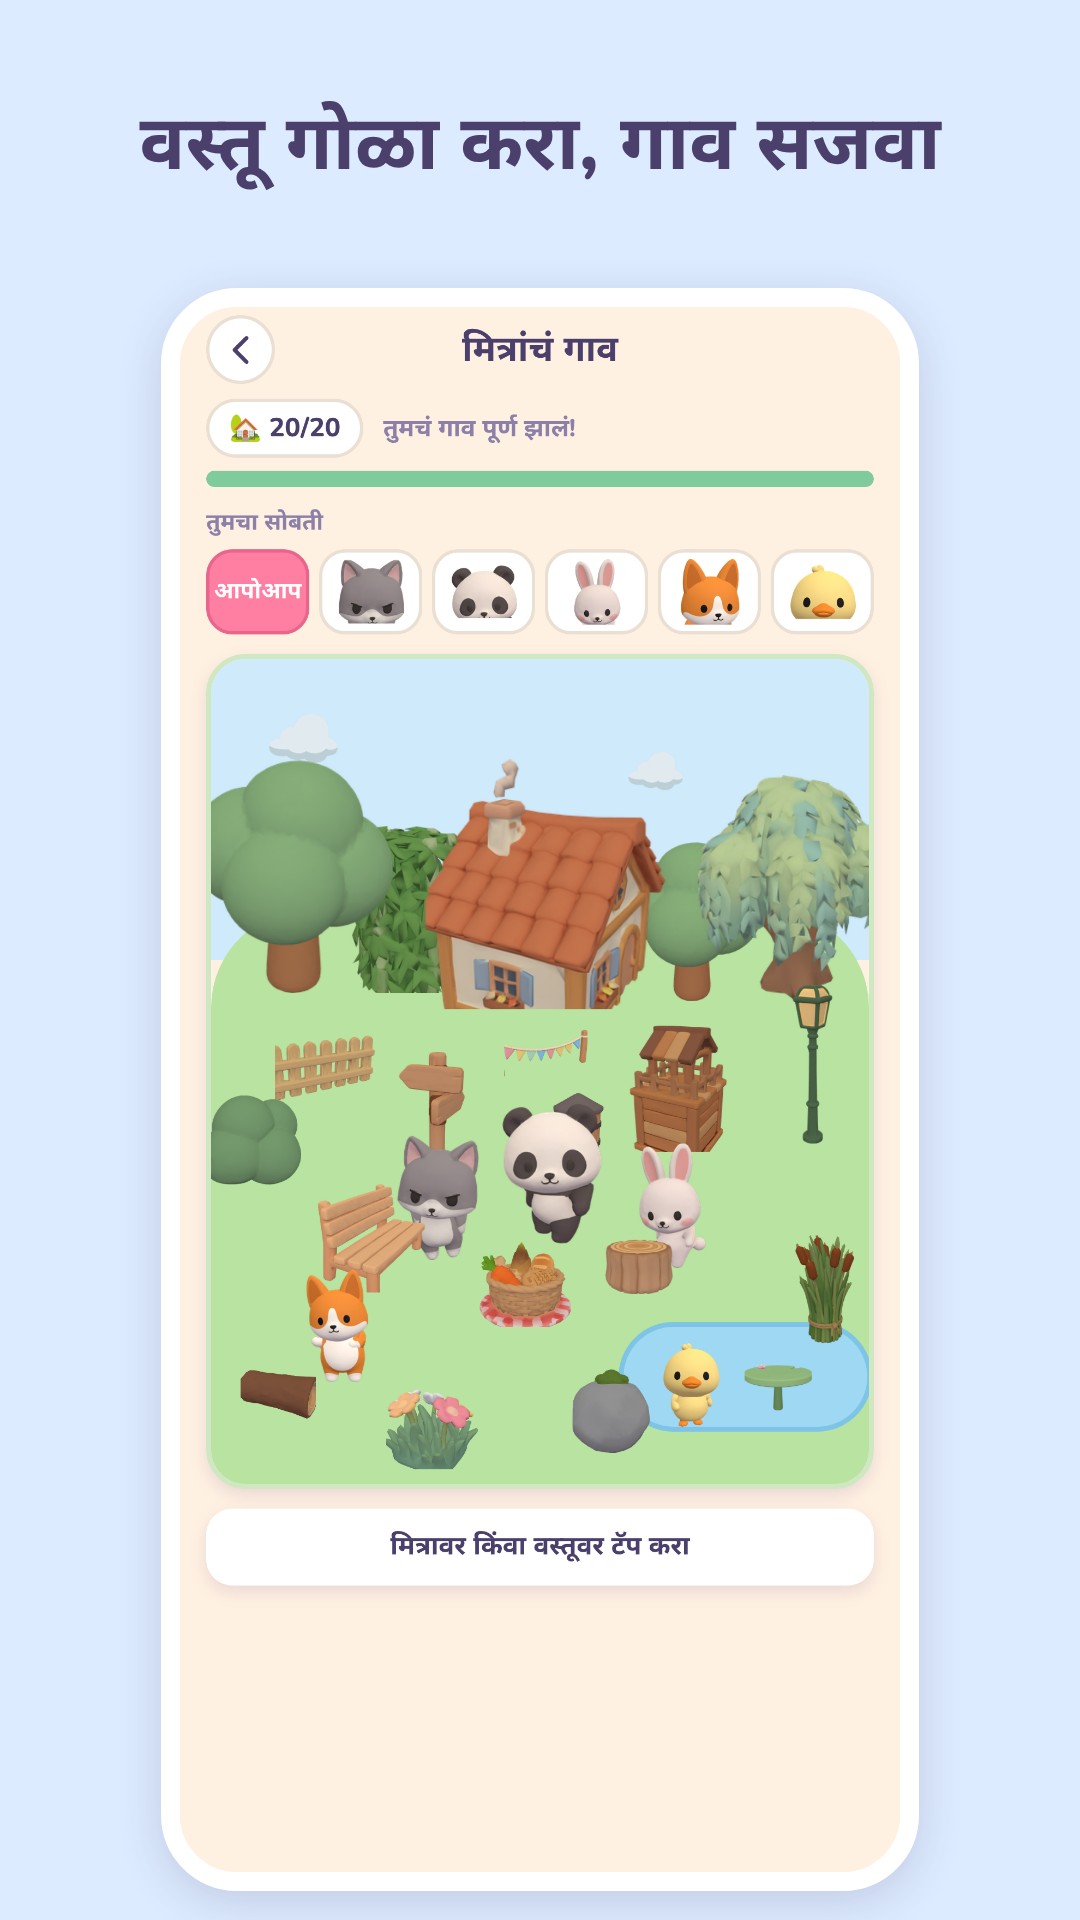 वस्तू गोळा करा, गाव सजवा
मित्रांचं गाव
20/20 तुमचं गाव पूर्ण झालं!
तुमचा सोबती
आपोआप
मित्रावर किंवा वस्तूवर टॅप करा